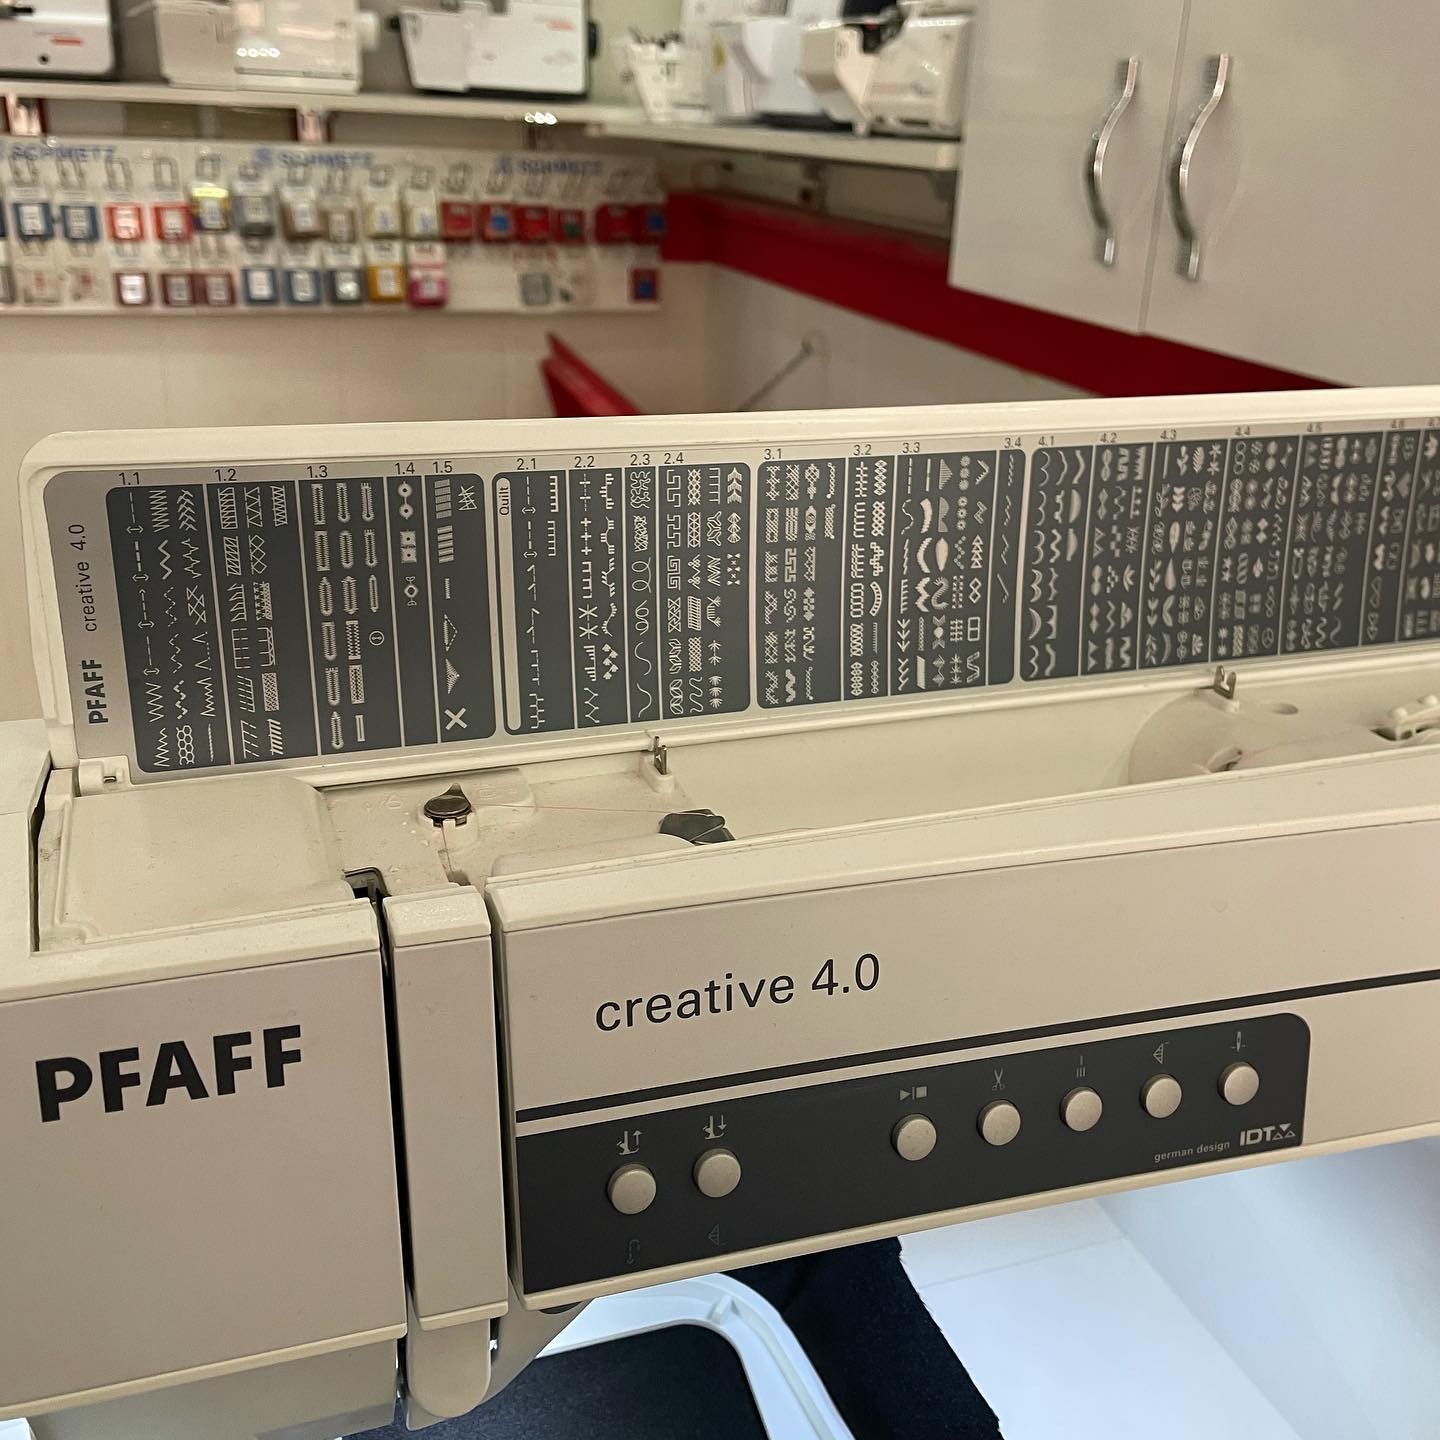 SCHMETZ
SCHMETZ
SCHMETZ
1.1 1.2 1.3 1.4 1.5 2.1 2.2 2.3 2.4 3.1 3.2 3.3 3.4 4.1 4.2 4.3 4.4 4.5 4.6
Quilt
PFAFF creative 4.0
creative 4.0
PFAFF
german design IDT